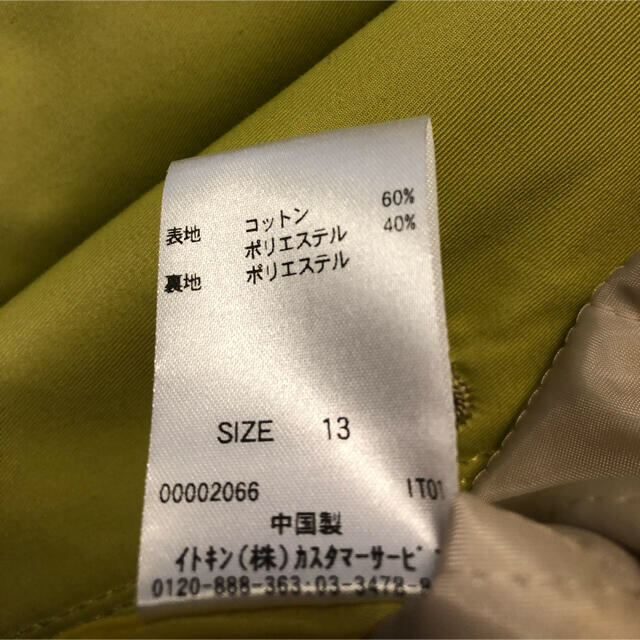 表地 コットン 60%
ポリエステル 40%
裏地 ポリエステル
SIZE 13
00002066 IT01
中国製
イトキン(株)カスタマーサービ
0120-888-363・03-3478-